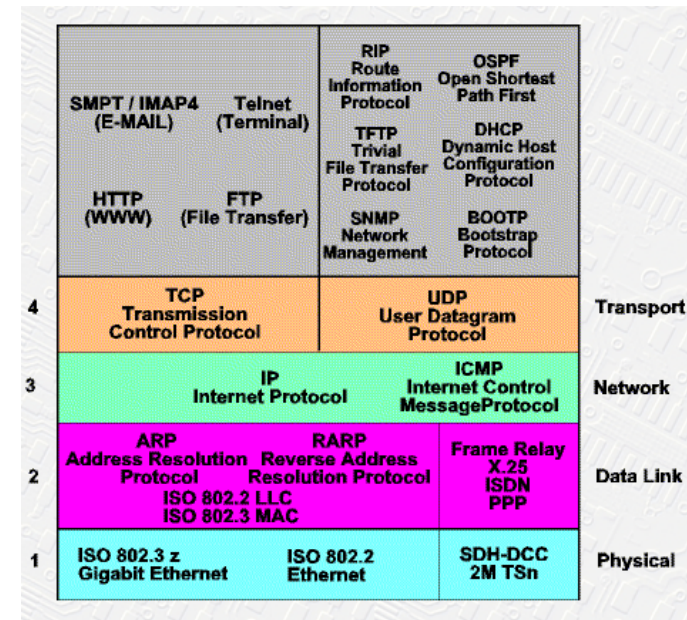 SMPT / IMAP4
(E-MAIL)
Telnet
(Terminal)
HTTP
(WWW)
FTP
(File Transfer)
RIP
Route
Information
Protocol
OSPF
Open Shortest
Path First
TFTP
Trivial
File Transfer
Protocol
DHCP
Dynamic Host
Configuration
Protocol
SNMP
Network
Management
BOOTP
Bootstrap
Protocol
4
TCP
Transmission
Control Protocol
UDP
User Datagram
Protocol
Transport
3
IP
Internet Protocol
ICMP
Internet Control
MessageProtocol
Network
2
ARP
Address Resolution
Protocol
RARP
Reverse Address
Resolution Protocol
ISO 802.2 LLC
ISO 802.3 MAC
Frame Relay
X.25
ISDN
PPP
Data Link
1
ISO 802.3 z
Gigabit Ethernet
ISO 802.2
Ethernet
SDH-DCC
2M TSn
Physical